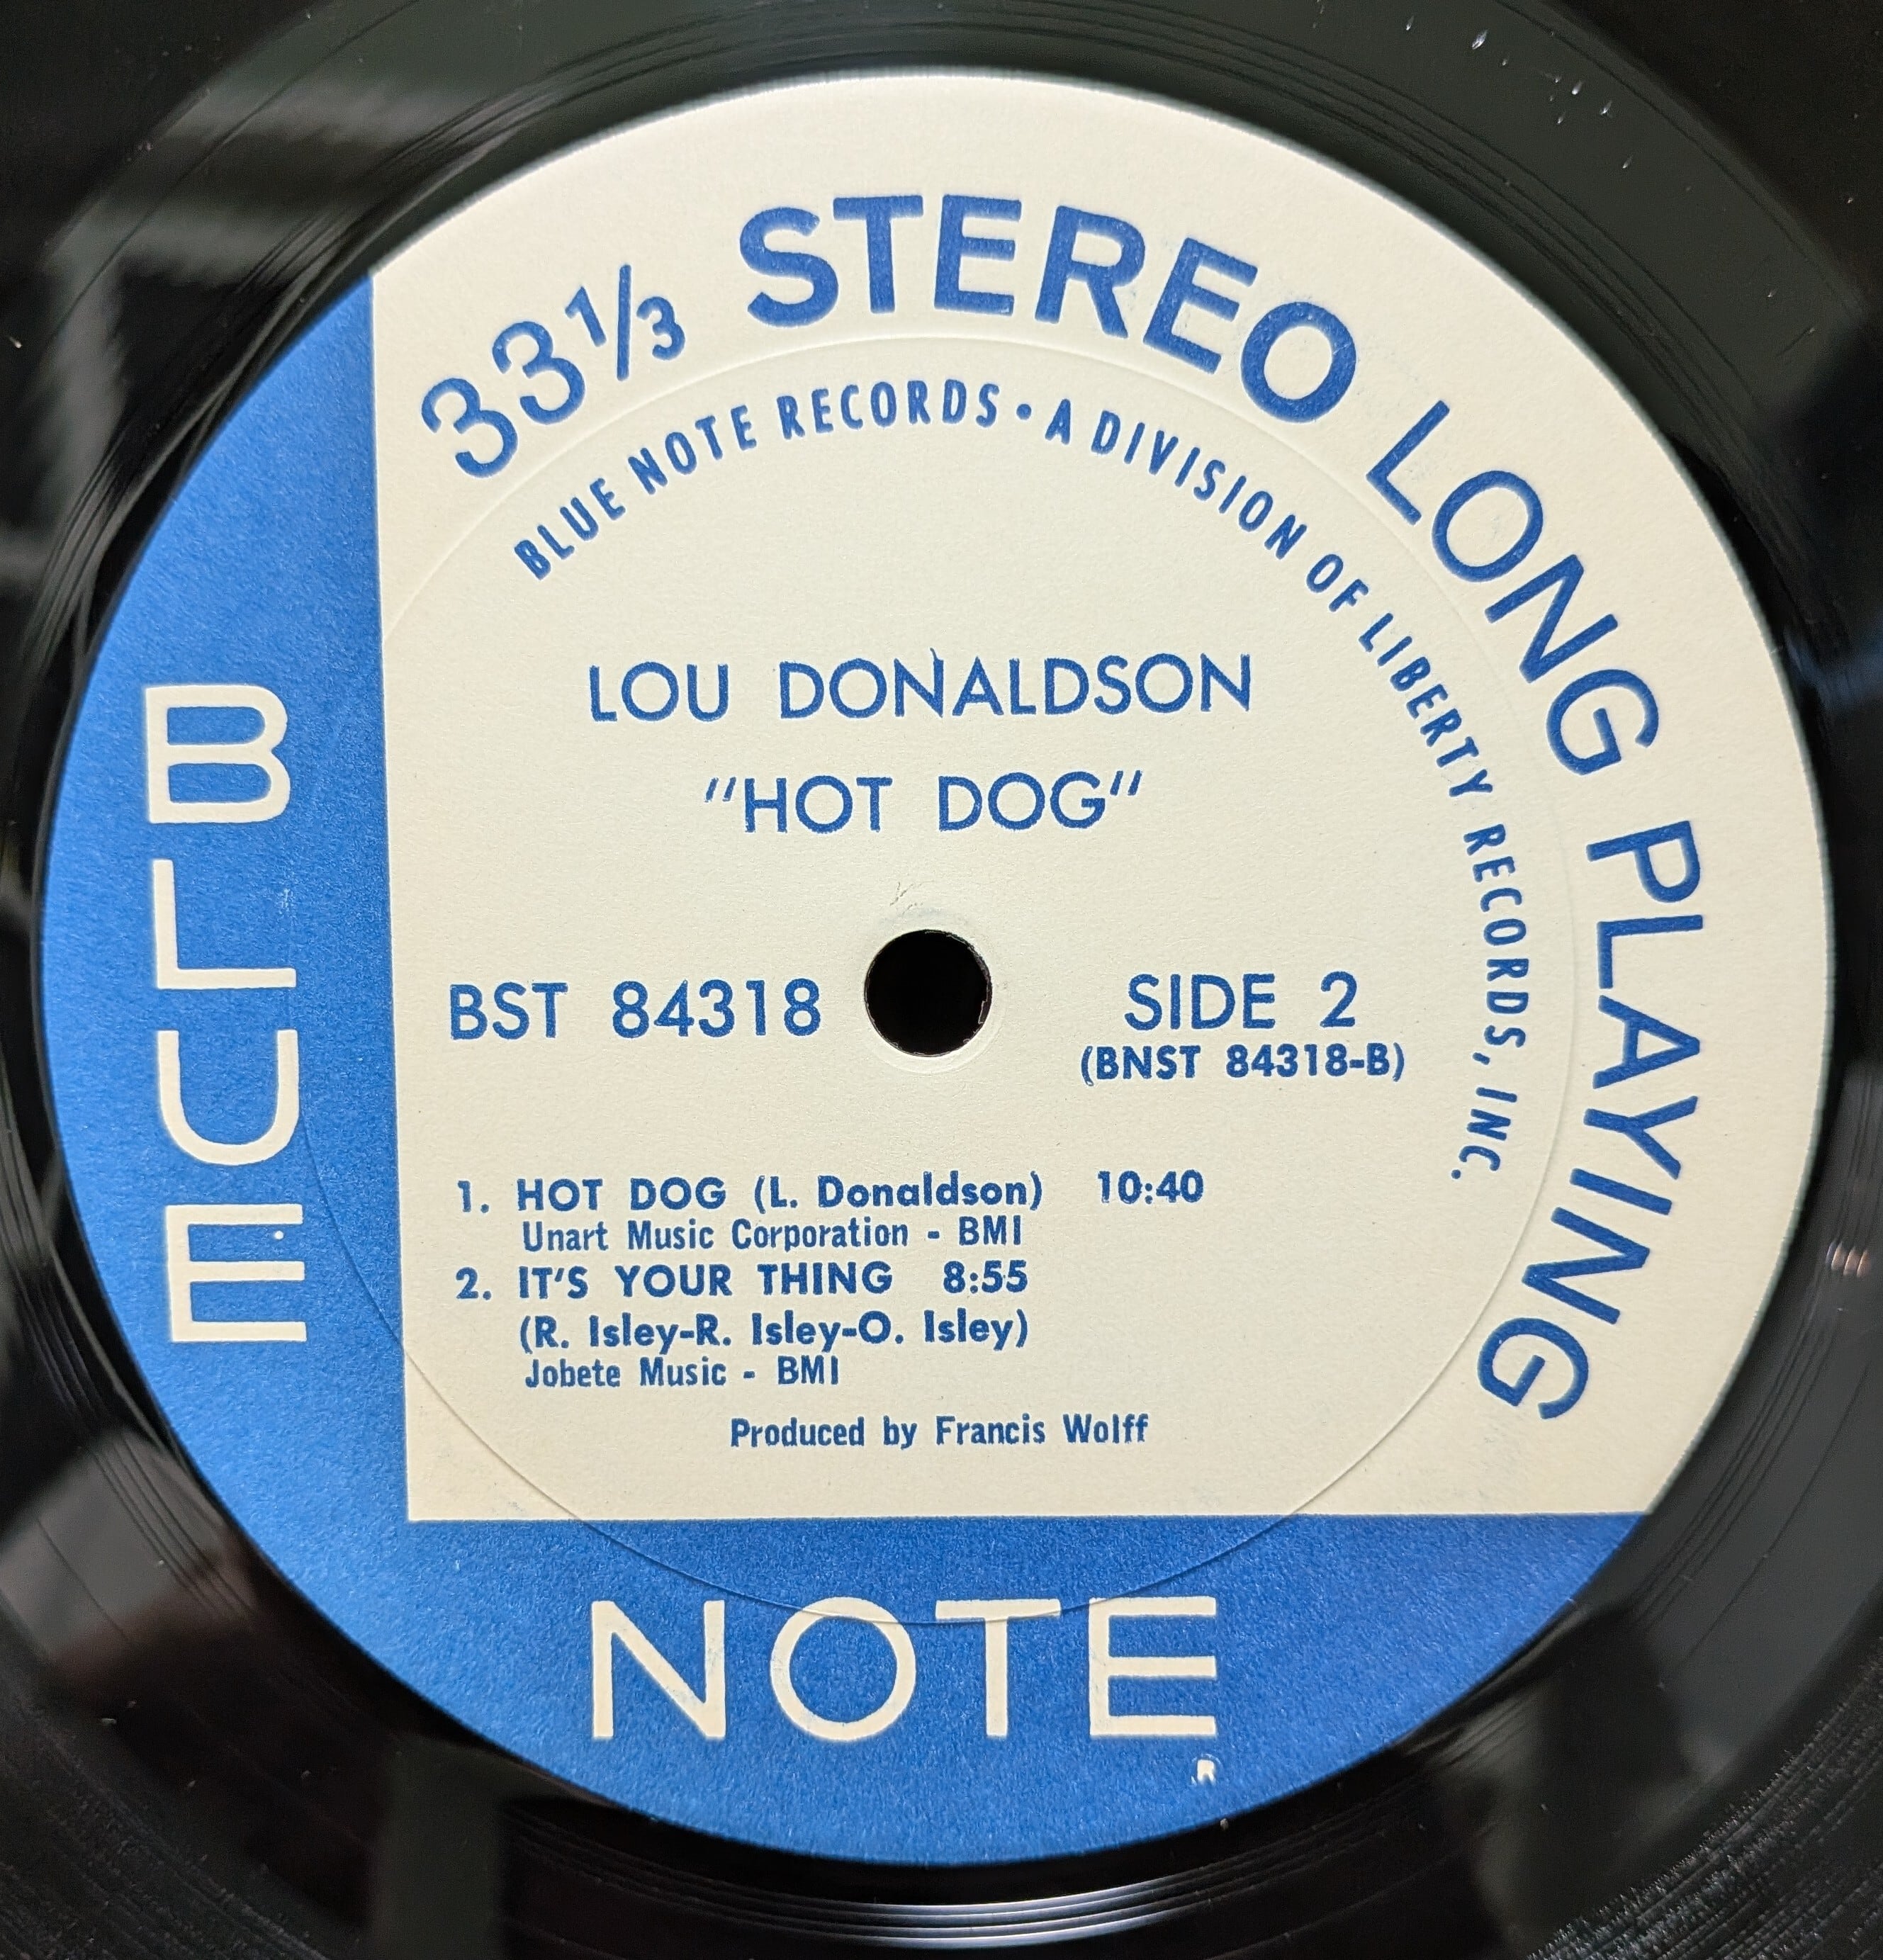 33⅓ STEREO LONG PLAYING
BLUE NOTE RECORDS • A DIVISION OF LIBERTY RECORDS, INC.
LOU DONALDSON
"HOT DOG"
BST 84318
SIDE 2
(BNST 84318-B)
1. HOT DOG (L. Donaldson) 10:40
Unart Music Corporation - BMI
2. IT'S YOUR THING 8:55
(R. Isley-R. Isley-O. Isley)
Jobete Music - BMI
Produced by Francis Wolff
BLUE
NOTE
R